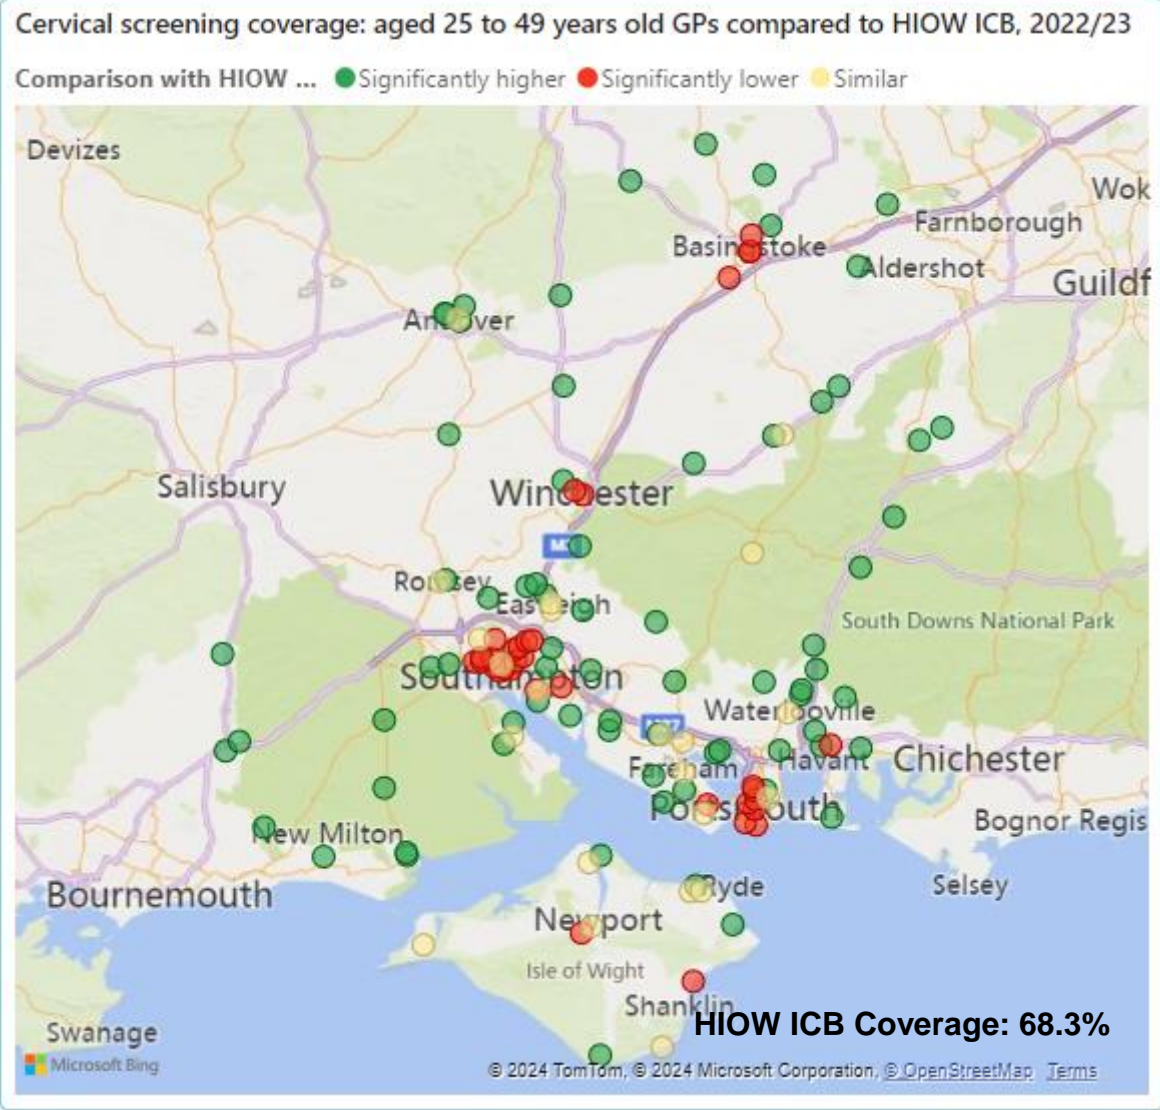 Cervical screening coverage: aged 25 to 49 years old GPs compared to HIOW ICB, 2022/23
Comparison with HIOW ... Significantly higher Significantly lower Similar
Devizes
Wok
Farnborough
Basingstoke
Aldershot
Guildf
Andover
Salisbury
Winchester
Romsey
Eastleigh
South Downs National Park
Southampton
Waterlooville
Chichester
Fareham
Havant
Portsmouth
Bognor Regis
New Milton
Bournemouth
Ryde
Selsey
Newport
Isle of Wight
Shanklin
HIOW ICB Coverage: 68.3%
Swanage
Microsoft Bing
© 2024 TomTom, © 2024 Microsoft Corporation, © OpenStreetMap Terms